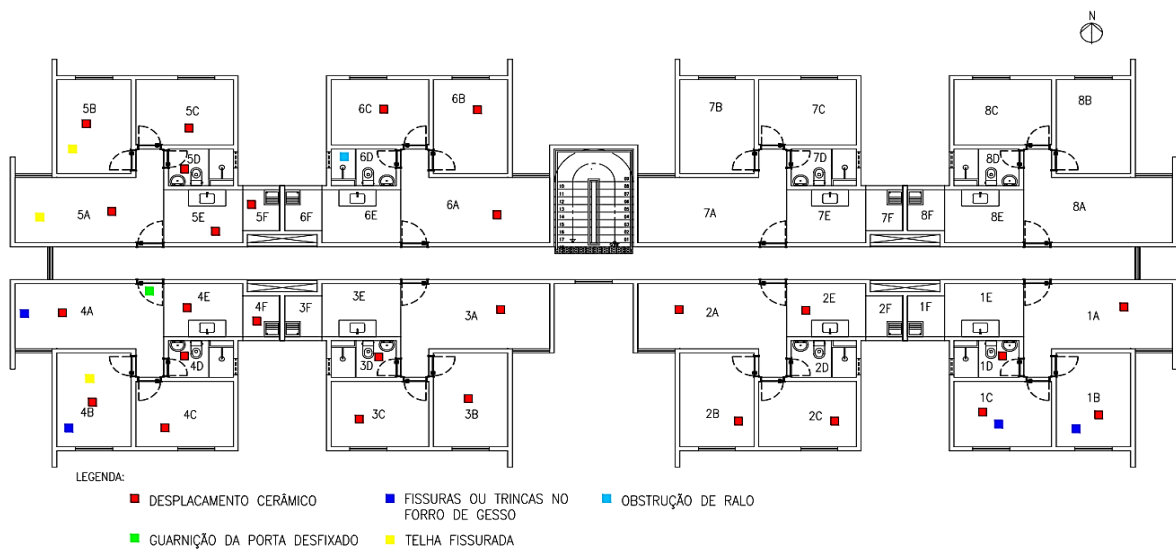 N
5B
5C
6C
6B
7B
7C
8C
8B
5D
6D
7D
8D
5A
5E
5F
6F
6E
6A
7A
7E
7F
8F
8E
8A
4A
4E
4F
3F
3E
3A
2A
2E
2F
1F
1E
1A
4D
3D
2D
1D
4B
4C
3C
3B
2B
2C
1C
1B
LEGENDA:
DESPLACAMENTO CERÂMICO
FISSURAS OU TRINCAS NO
FORRO DE GESSO
OBSTRUÇÃO DE RALO
GUARNIÇÃO DA PORTA DESFIXADO
TELHA FISSURADA